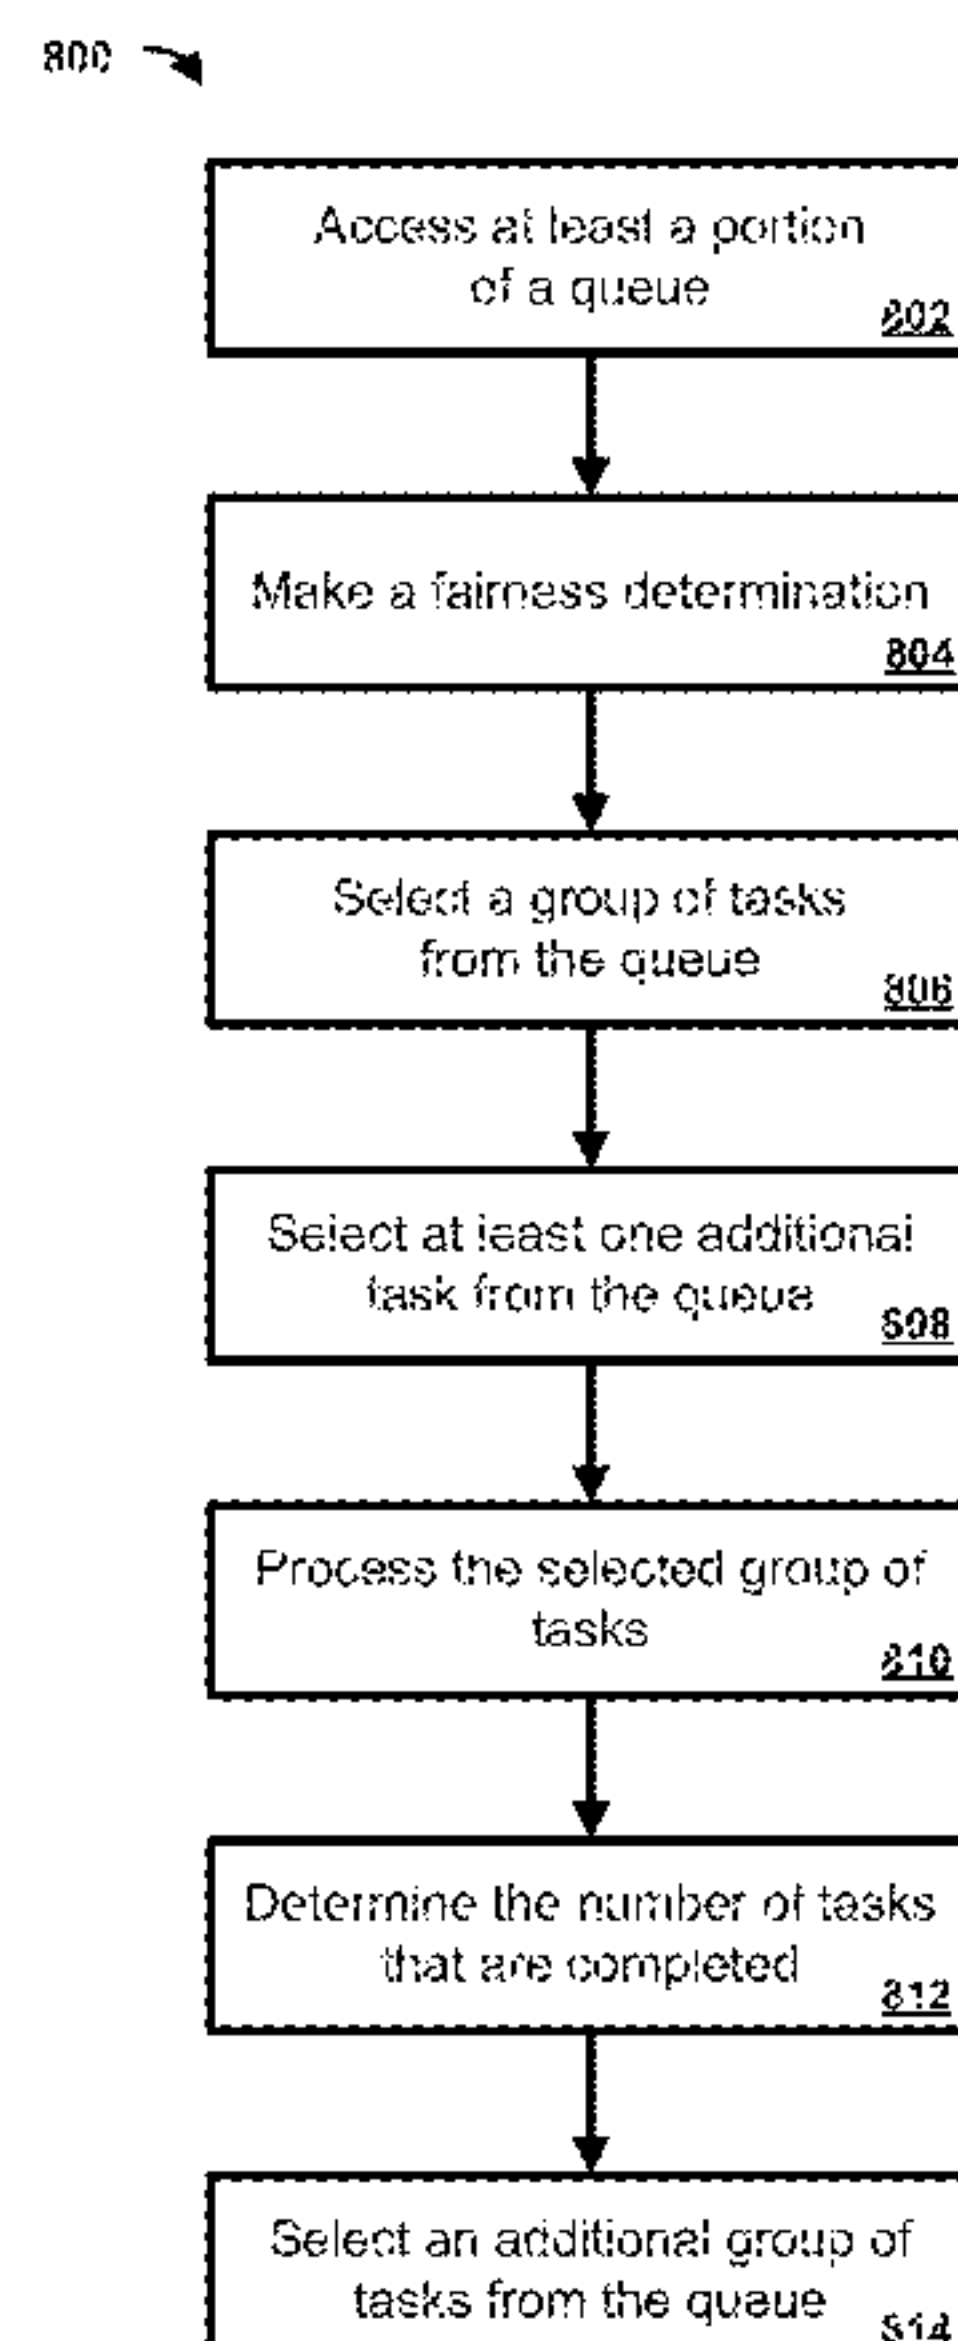 800
Access at least a portion
of a queue
802
Make a fairness determination
804
Select a group of tasks
from the queue
806
Select at least one additional
task from the queue
808
Process the selected group of
tasks
810
Determine the number of tasks
that are completed
812
Select an additional group of
tasks from the queue
814